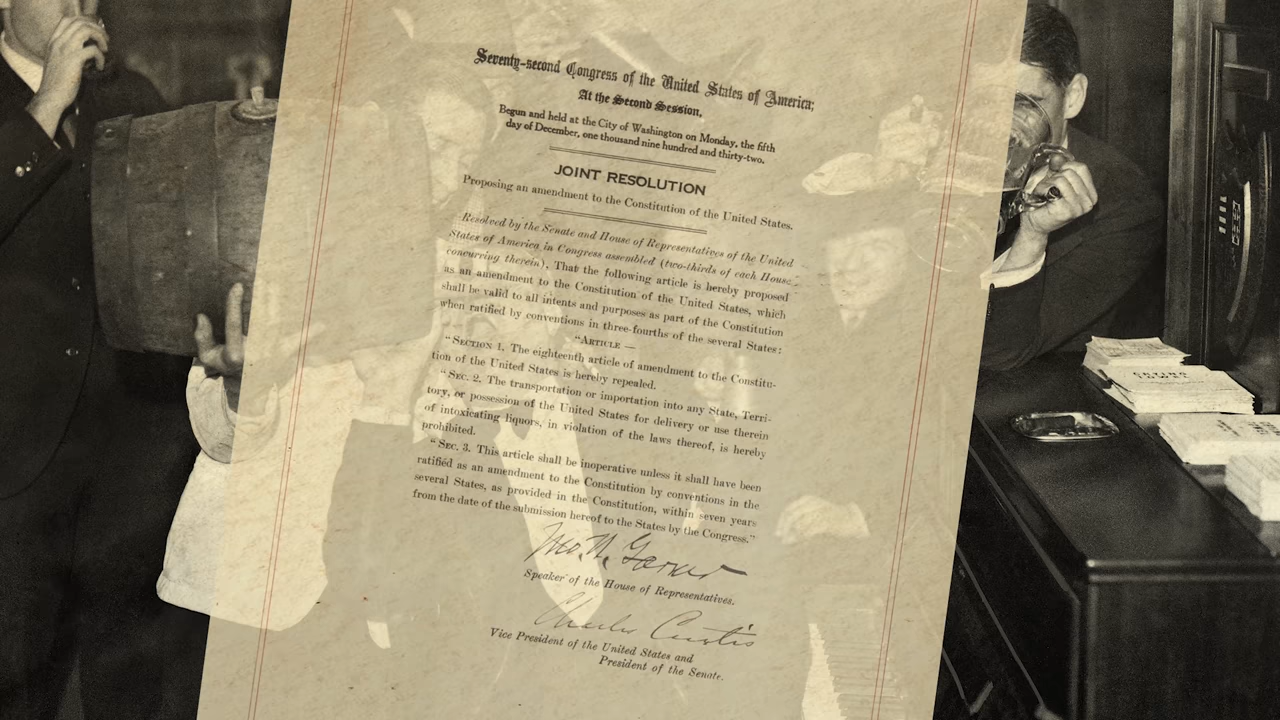 Seventy-second Congress of the United States of America;
At the Second Session,
Begun and held at the City of Washington on Monday, the fifth
day of December, one thousand nine hundred and thirty-two.
JOINT RESOLUTION
Proposing an amendment to the Constitution of the United States.
Resolved by the Senate and House of Representatives of the United
States of America in Congress assembled (two-thirds of each House
concurring therein), That the following article is hereby proposed
as an amendment to the Constitution of the United States, which
shall be valid to all intents and purposes as part of the Constitution
when ratified by conventions in three-fourths of the several States:
"ARTICLE —
"SECTION 1. The eighteenth article of amendment to the Constitu-
tion of the United States is hereby repealed.
"SEC. 2. The transportation or importation into any State, Terri-
tory, or possession of the United States for delivery or use therein
of intoxicating liquors, in violation of the laws thereof, is hereby
prohibited.
"SEC. 3. This article shall be inoperative unless it shall have been
ratified as an amendment to the Constitution by conventions in the
several States, as provided in the Constitution, within seven years
from the date of the submission hereof to the States by the Congress."
Jno. N. Garner
Speaker of the House of Representatives.
Charles Curtis
Vice President of the United States and
President of the Senate.